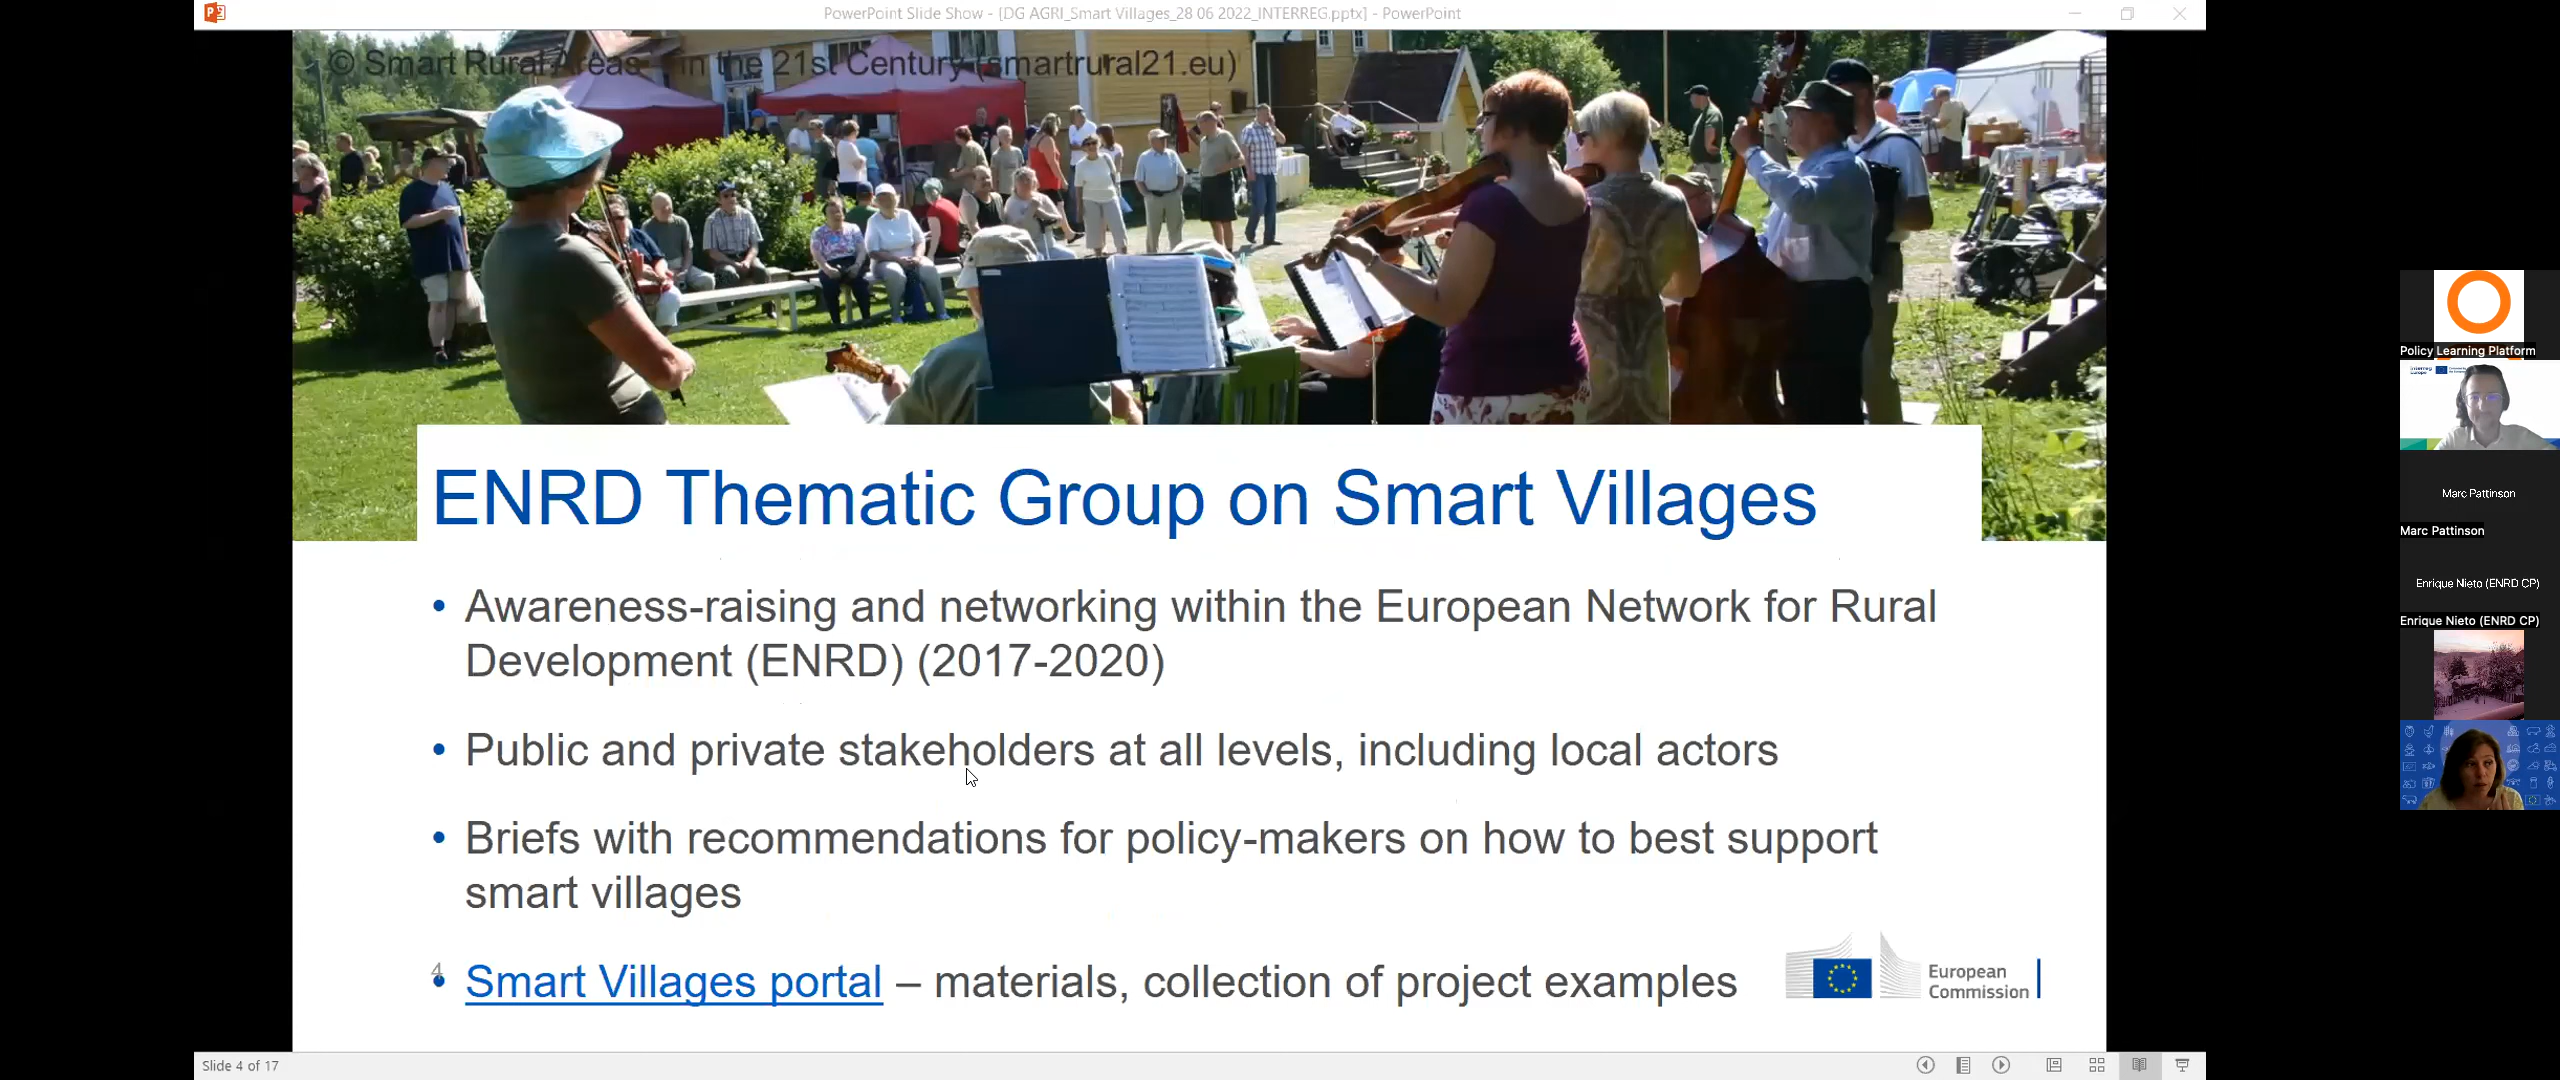 PowerPoint Slide Show - [DG AGRI_Smart Villages_28 06 2022_INTERREG.pptx] - PowerPoint
© Smart Rural Areas in the 21st Century (smartrural21.eu)
ENRD Thematic Group on Smart Villages
• Awareness-raising and networking within the European Network for Rural
Development (ENRD) (2017-2020)
• Public and private stakeholders at all levels, including local actors
• Briefs with recommendations for policy-makers on how to best support
smart villages
4
• Smart Villages portal – materials, collection of project examples
European
Commission
Slide 4 of 17
Policy Learning Platform
Interreg
Europe
Marc Pattinson
Marc Pattinson
Enrique Nieto (ENRD CP)
Enrique Nieto (ENRD CP)